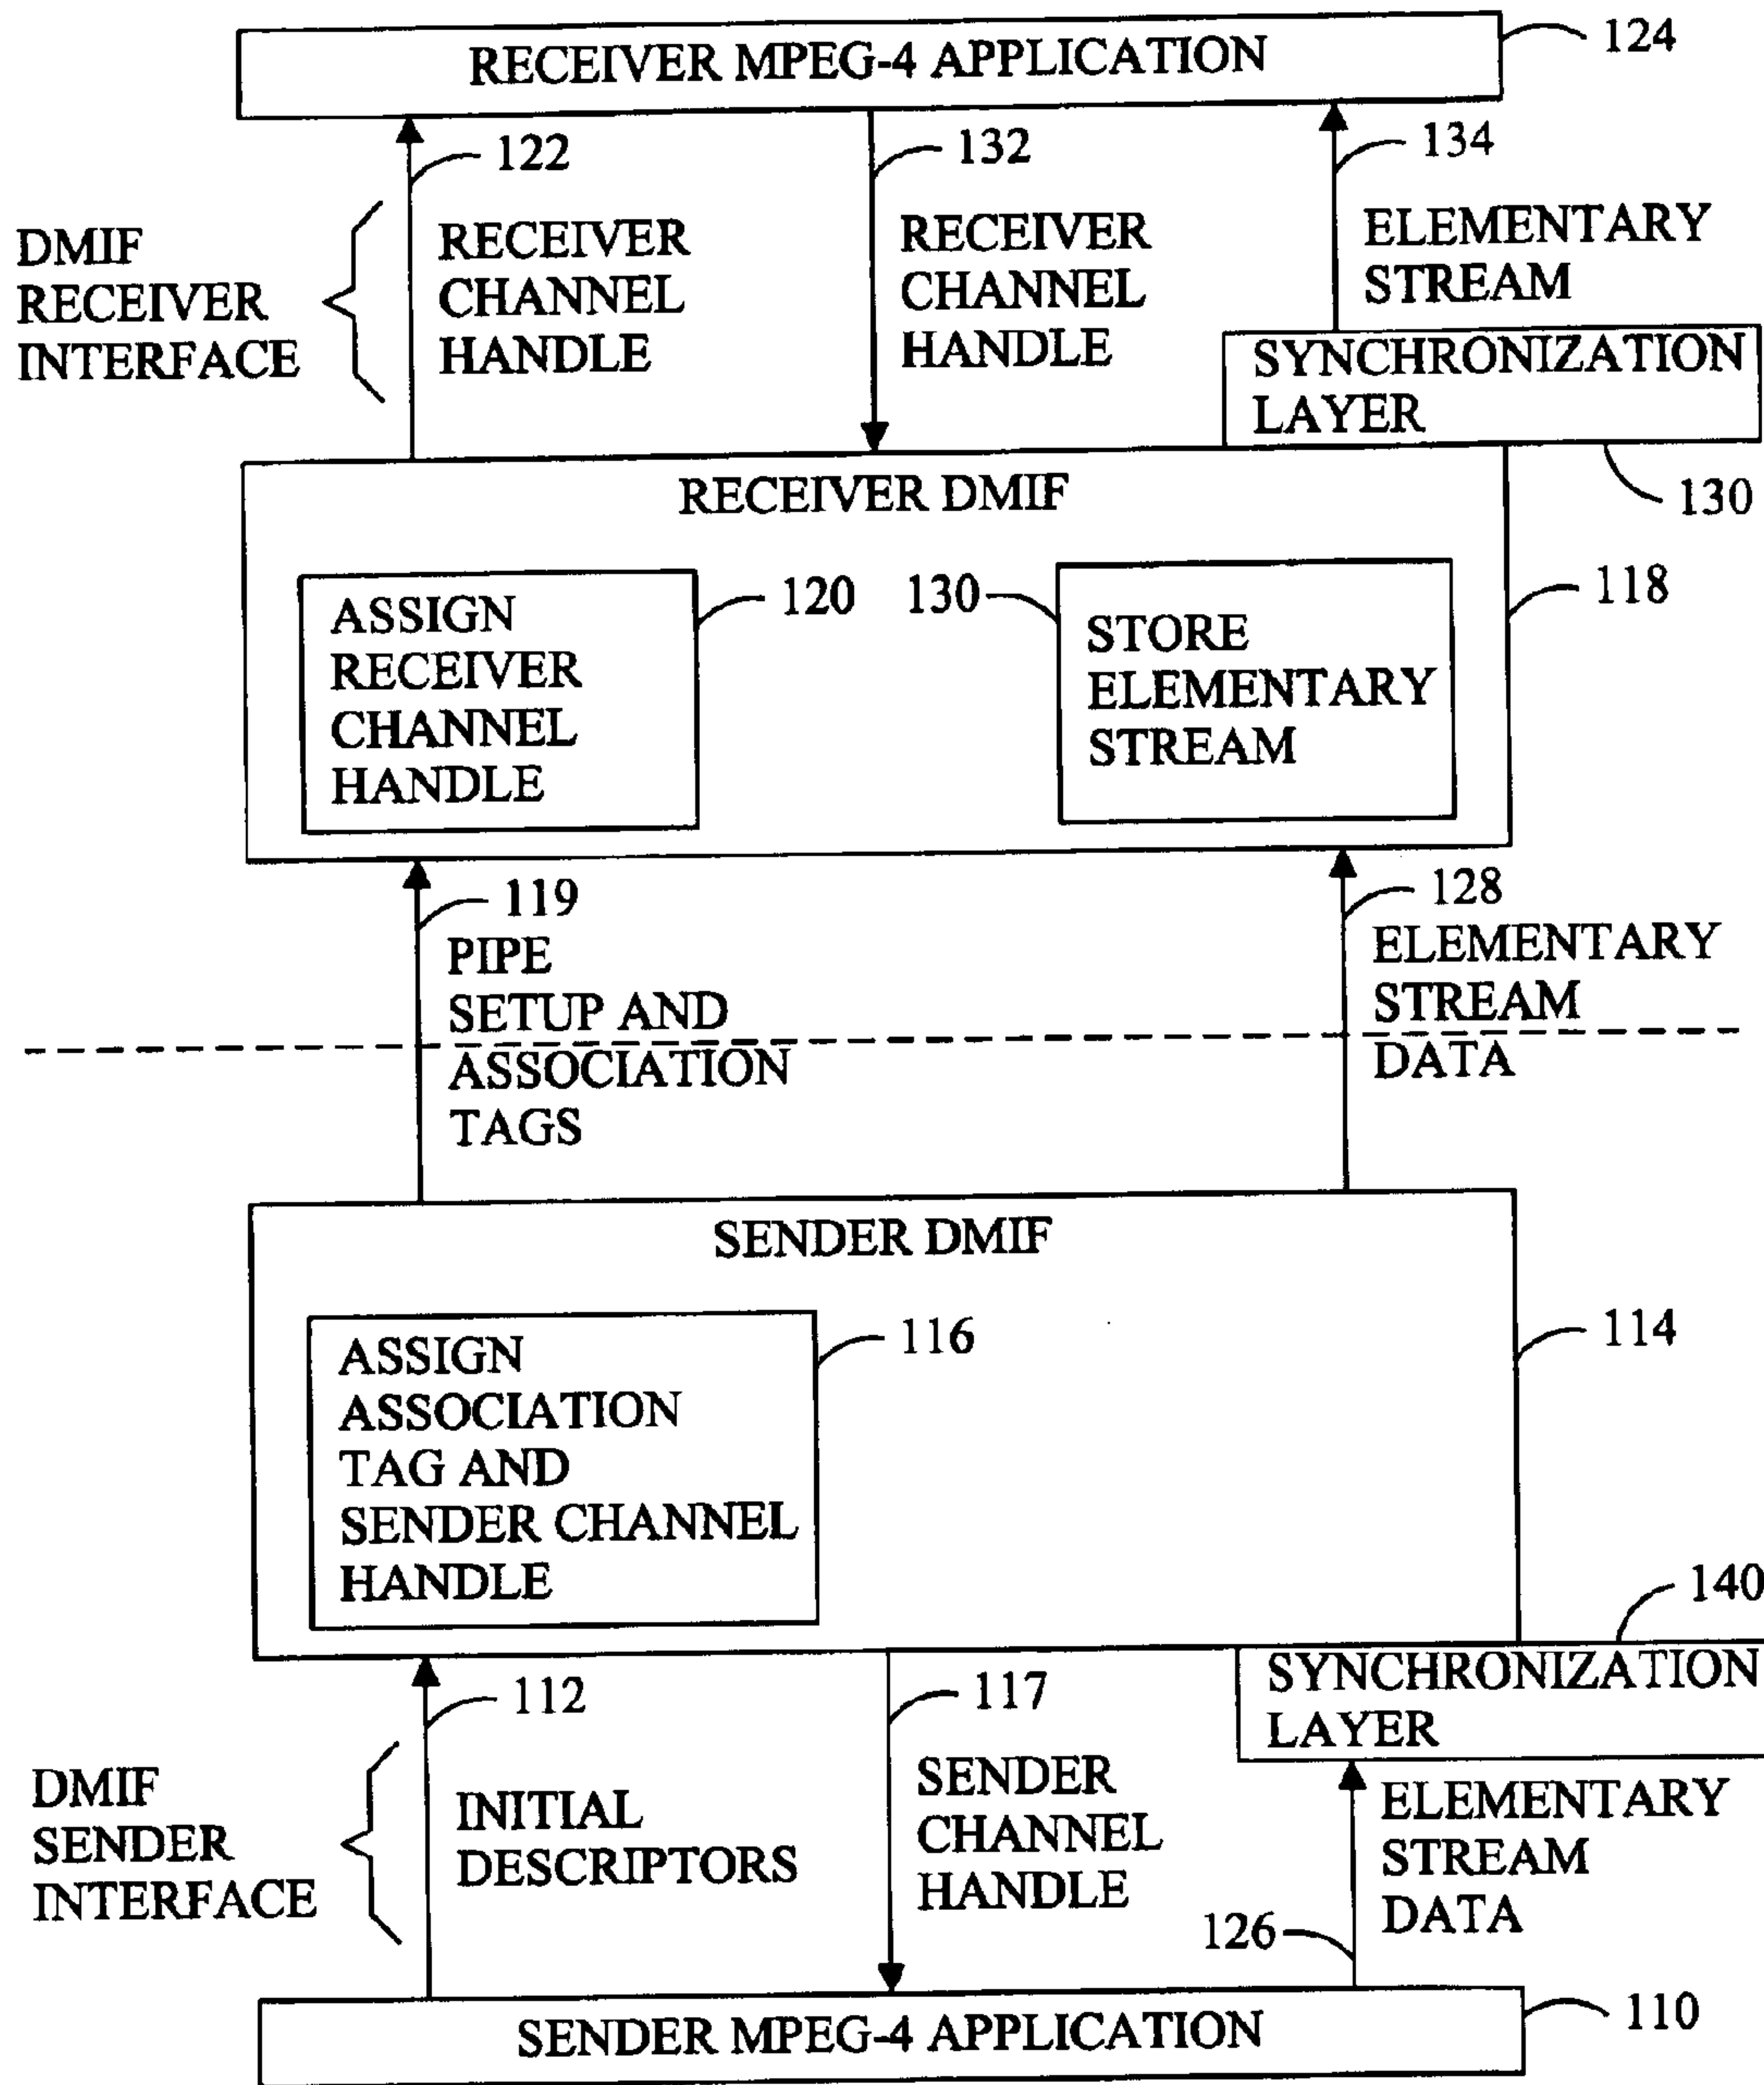 RECEIVER MPEG-4 APPLICATION
124
122
132
134
DMIF
RECEIVER
INTERFACE
RECEIVER
CHANNEL
HANDLE
RECEIVER
CHANNEL
HANDLE
ELEMENTARY
STREAM
SYNCHRONIZATION
LAYER
130
RECEIVER DMIF
ASSIGN
RECEIVER
CHANNEL
HANDLE
120
130
STORE
ELEMENTARY
STREAM
118
119
PIPE
SETUP AND
ASSOCIATION
TAGS
128
ELEMENTARY
STREAM
DATA
SENDER DMIF
ASSIGN
ASSOCIATION
TAG AND
SENDER CHANNEL
HANDLE
116
114
140
SYNCHRONIZATION
LAYER
112
117
DMIF
SENDER
INTERFACE
INITIAL
DESCRIPTORS
SENDER
CHANNEL
HANDLE
ELEMENTARY
STREAM
DATA
126
SENDER MPEG-4 APPLICATION
110